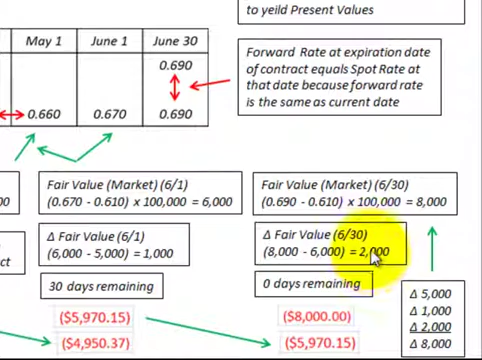 to yeild Present Values
May 1 June 1 June 30
0.690
0.660 0.670 0.690
Forward Rate at expiration date
of contract equals Spot Rate at
that date because forward rate
is the same as current date
00
Fair Value (Market) (6/1)
(0.670 - 0.610) x 100,000 = 6,000
Fair Value (Market) (6/30)
(0.690 - 0.610) x 100,000 = 8,000
ct
Δ Fair Value (6/1)
(6,000 - 5,000) = 1,000
Δ Fair Value (6/30)
(8,000 - 6,000) = 2,000
30 days remaining
0 days remaining
($5,970.15)
($4,950.37)
($8,000.00)
($5,970.15)
Δ 5,000
Δ 1,000
Δ 2,000
Δ 8,000